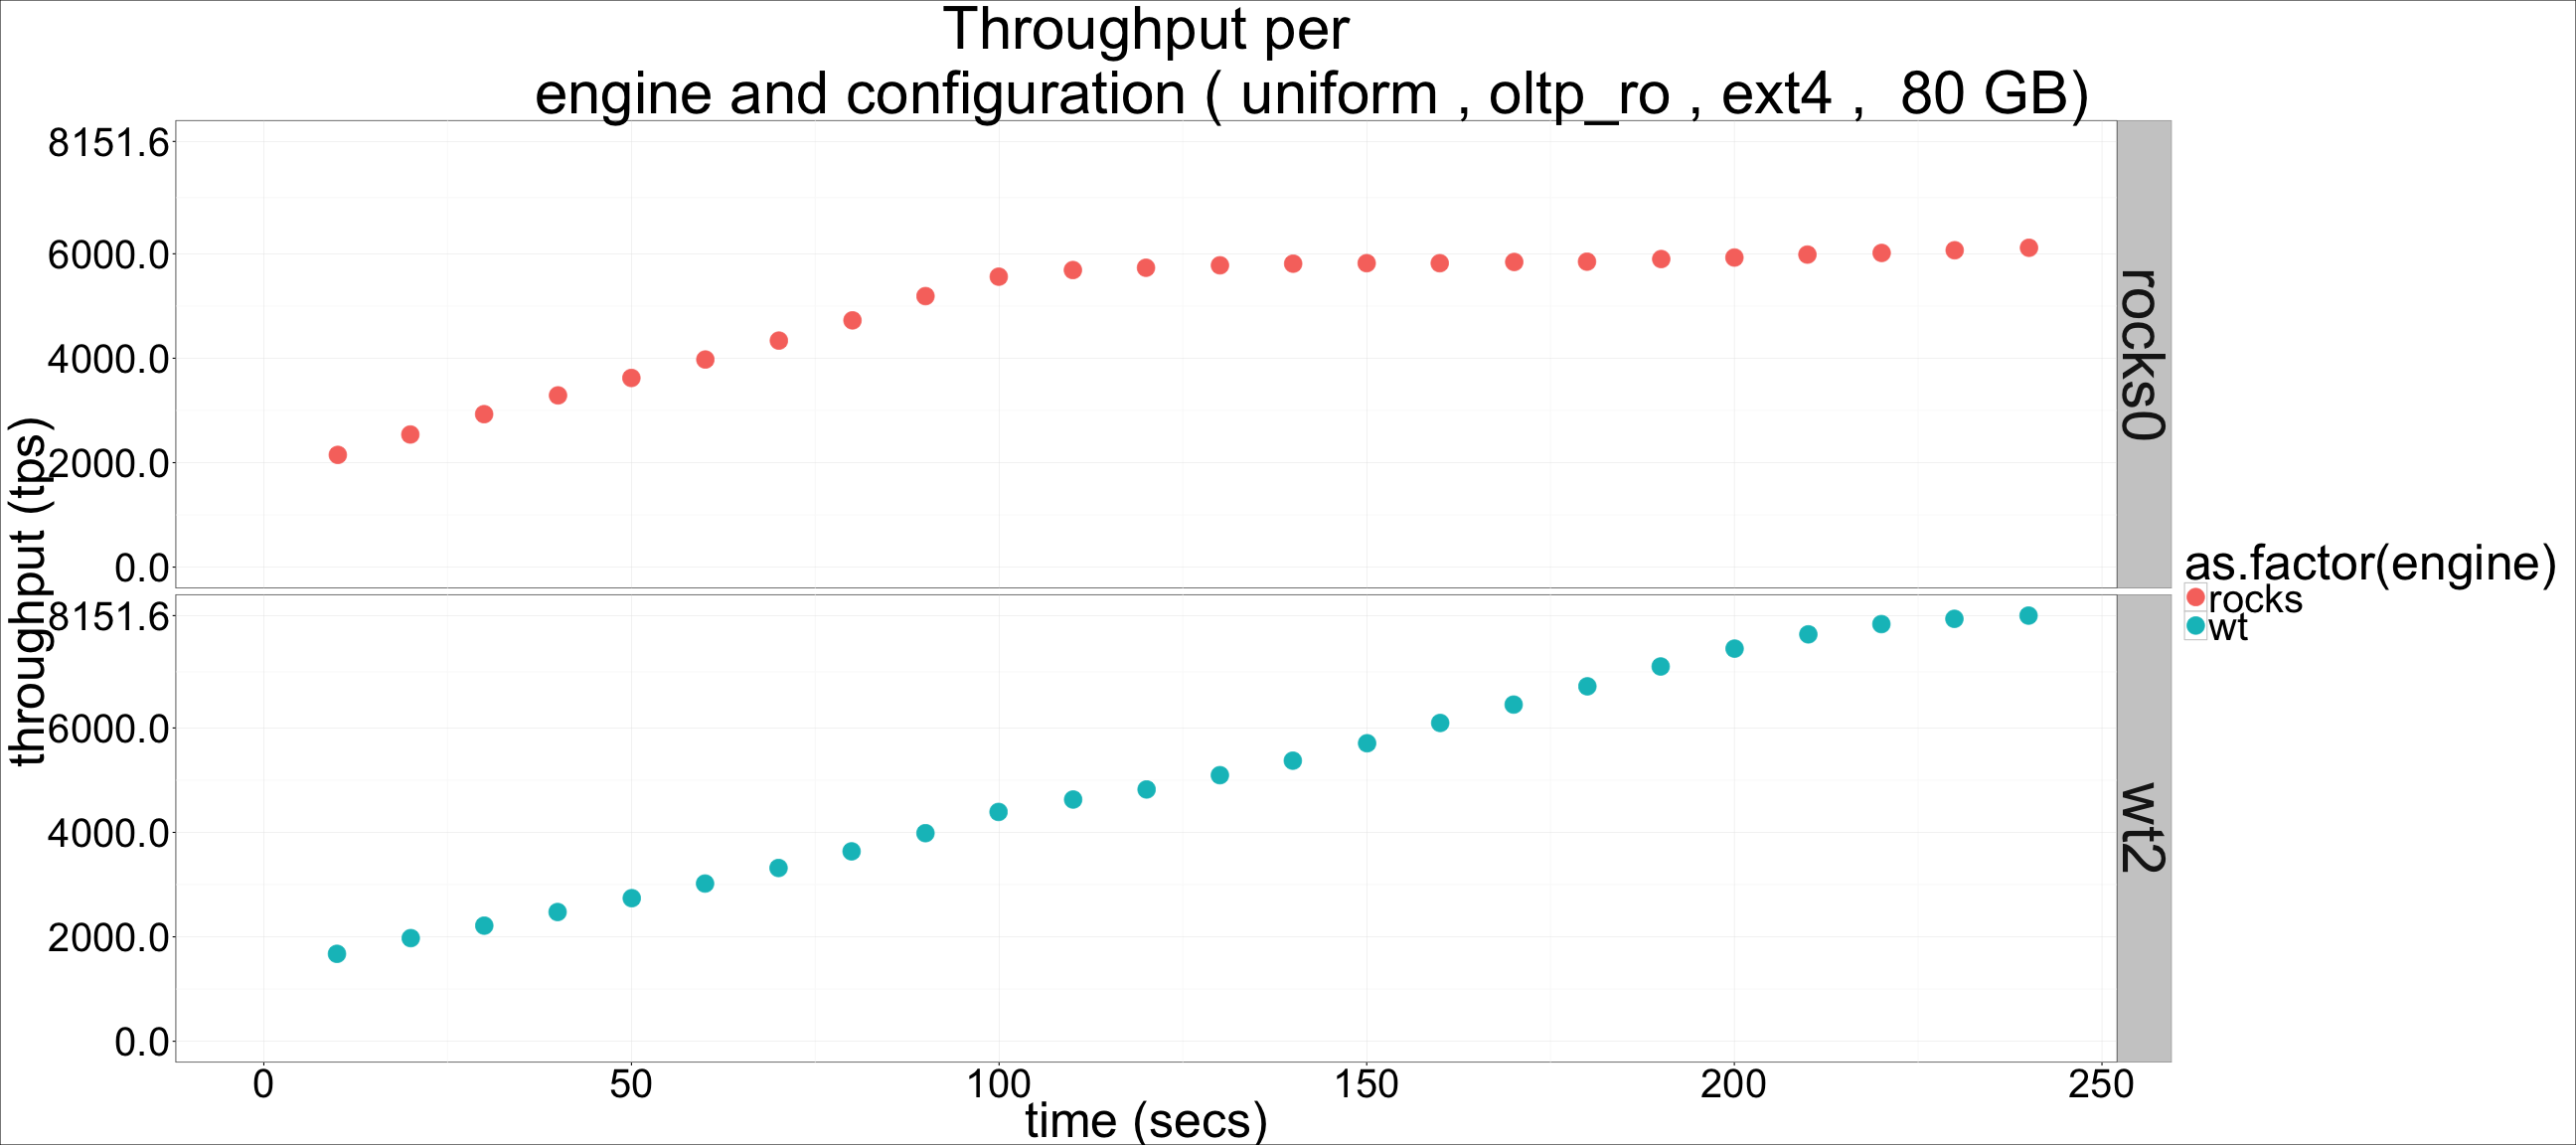 Throughput per
engine and configuration ( uniform , oltp_ro , ext4 ,  80 GB)
throughput (tps)
8151.6
6000.0
4000.0
2000.0
0.0
rocks0
8151.6
6000.0
4000.0
2000.0
0.0
wt2
0 50 100 150 200 250
time (secs)
as.factor(engine)
rocks
wt